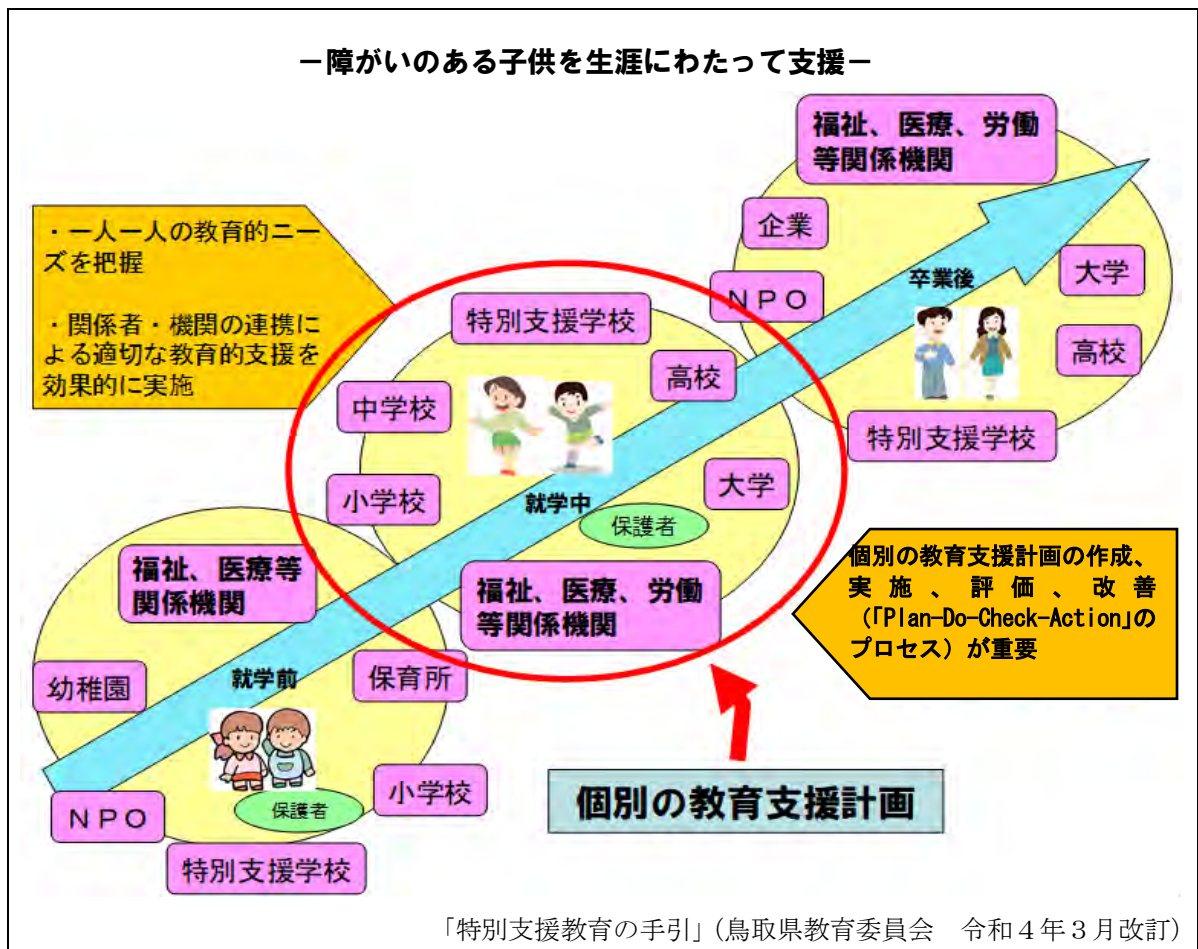 －障がいのある子供を生涯にわたって支援－
福祉、医療、労働
等関係機関
企業
ＮＰＯ
卒業後
大学
高校
特別支援学校
・一人一人の教育的ニー
ズを把握
・関係者・機関の連携に
よる適切な教育的支援を
効果的に実施
特別支援学校
高校
中学校
小学校
就学中
大学
保護者
福祉、医療、労働
等関係機関
個別の教育支援計画の作成、
実施、評価、改善
（「Plan-Do-Check-Action」の
プロセス）が重要
福祉、医療等
関係機関
幼稚園
就学前
保育所
ＮＰＯ
保護者
小学校
特別支援学校
個別の教育支援計画
「特別支援教育の手引」（鳥取県教育委員会　令和４年３月改訂）